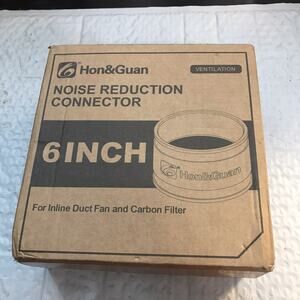 Hon&Guan
VENTILATION
NOISE REDUCTION
CONNECTOR
6INCH
Hon&Guan
For Inline Duct Fan and Carbon Filter